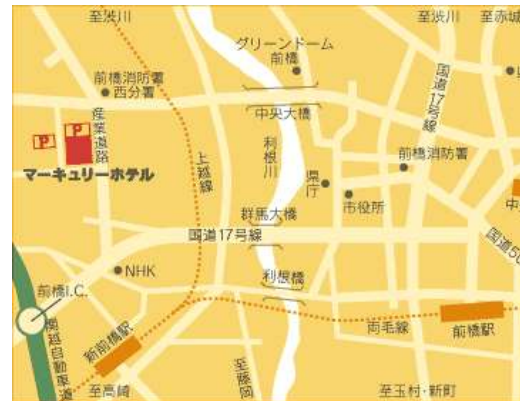 至渋川
至渋川
至赤城
グリーンドーム
前橋
国道17号線
前橋消防署
西分署
P
P
産業道路
マーキュリーホテル
中央大橋
上越線
利根川
県庁
前橋消防署
市役所
群馬大橋
国道17号線
国道50
中
NHK
利根橋
前橋I.C.
関越自動車道
新前橋駅
両毛線
前橋駅
至高崎
至藤岡
至玉村・新町